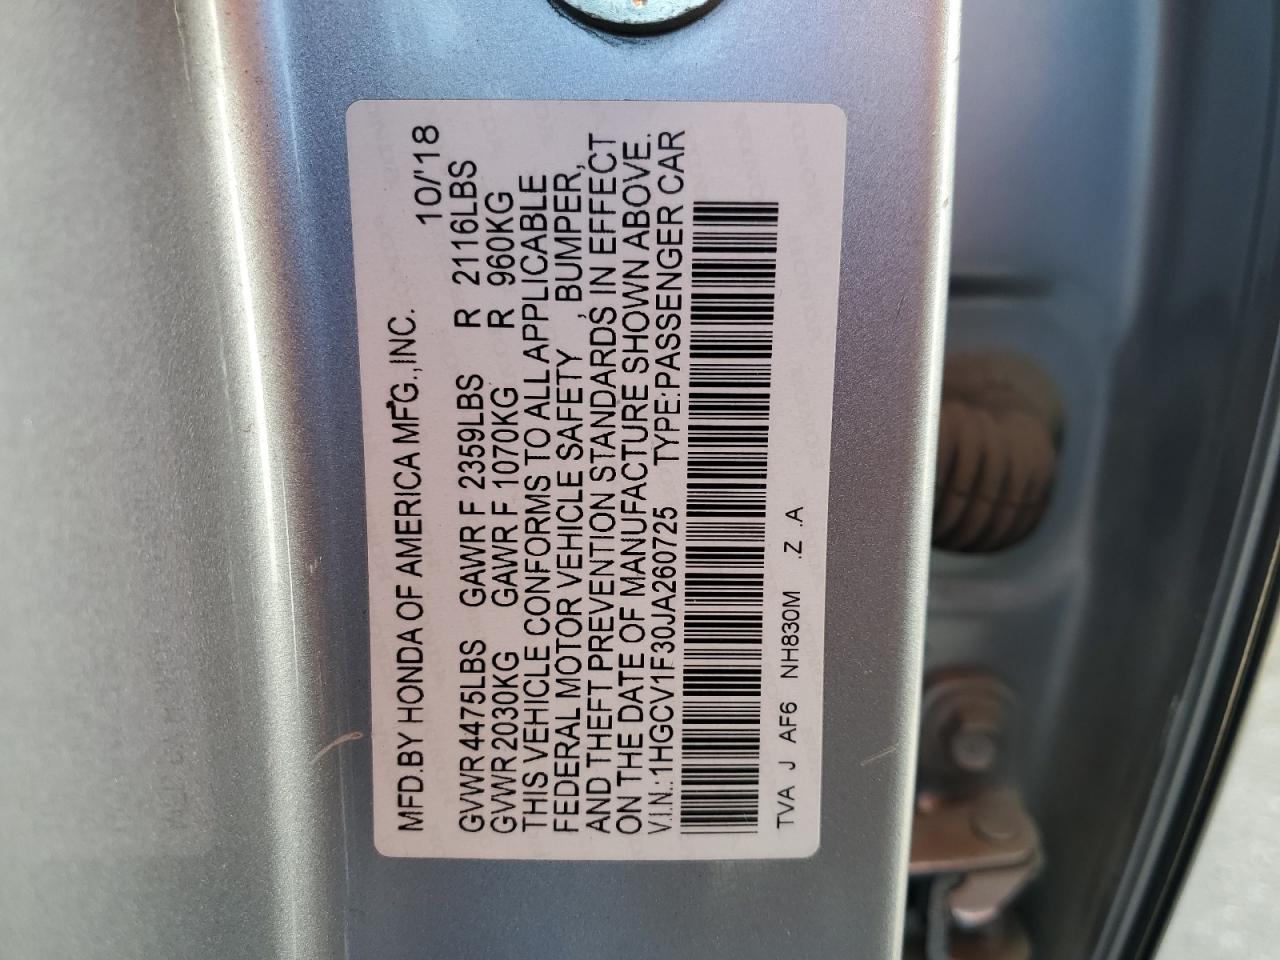 MFD.BY HONDA OF AMERICA MFG.,INC. 10/'18
GVWR 4475LBS GAWR F 2359LBS R 2116LBS
GVWR 2030KG GAWR F 1070KG R 960KG
THIS VEHICLE CONFORMS TO ALL APPLICABLE
FEDERAL MOTOR VEHICLE SAFETY , BUMPER,
AND THEFT PREVENTION STANDARDS IN EFFECT
ON THE DATE OF MANUFACTURE SHOWN ABOVE.
V.I.N.:1HGCV1F30JA260725 TYPE:PASSENGER CAR
TVA J AF6 NH830M .Z .A